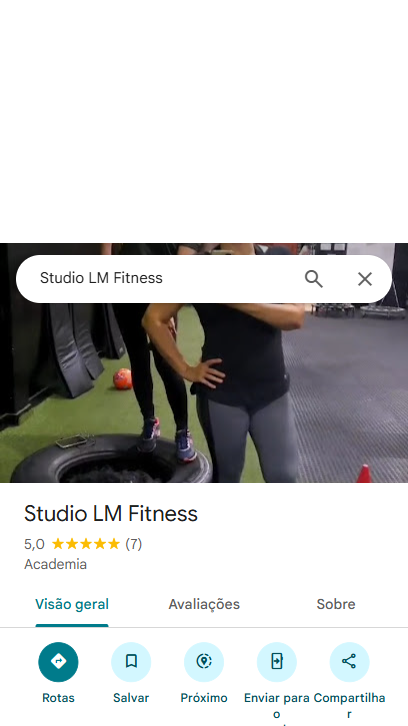 Studio LM Fitness
Studio LM Fitness
5,0 (7)
Academia
Visão geral Avaliações Sobre
Rotas Salvar Próximo Enviar para Compartilha
o r